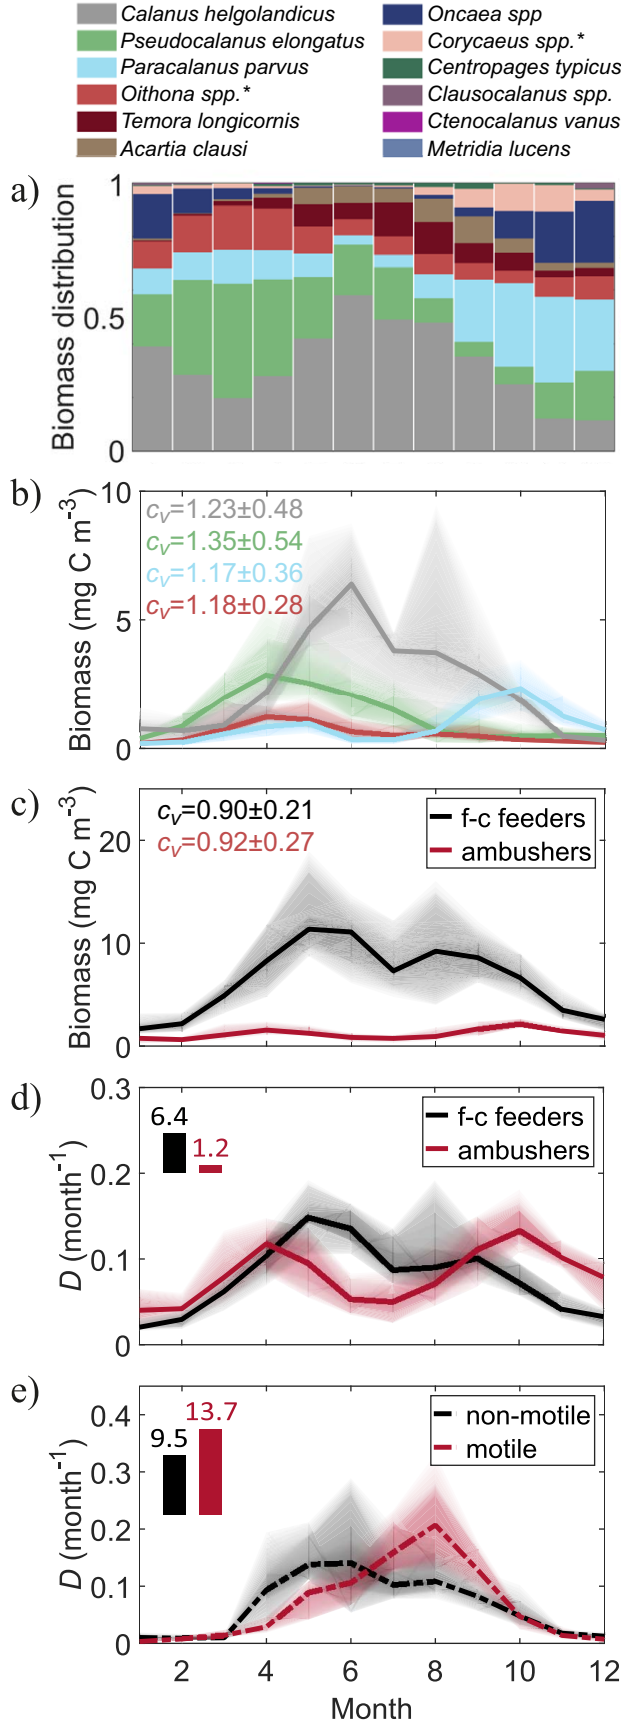 Calanus helgolandicus
Pseudocalanus elongatus
Paracalanus parvus
Oithona spp.*
Temora longicornis
Acartia clausi
Oncaea spp
Corycaeus spp.*
Centropages typicus
Clausocalanus spp.
Ctenocalanus vanus
Metridia lucens
a)
Biomass distribution
1
0.5
0
b)
Biomass (mg C m⁻³)
10
5
0
cᵥ=1.23±0.48
cᵥ=1.35±0.54
cᵥ=1.17±0.36
cᵥ=1.18±0.28
c)
Biomass (mg C m⁻³)
20
10
0
cᵥ=0.90±0.21
cᵥ=0.92±0.27
f-c feeders
ambushers
d)
D (month⁻¹)
0.3
0.2
0.1
0
6.4
1.2
f-c feeders
ambushers
e)
D (month⁻¹)
0.4
0.3
0.2
0.1
0
9.5
13.7
non-motile
motile
2 4 6 8 10 12
Month